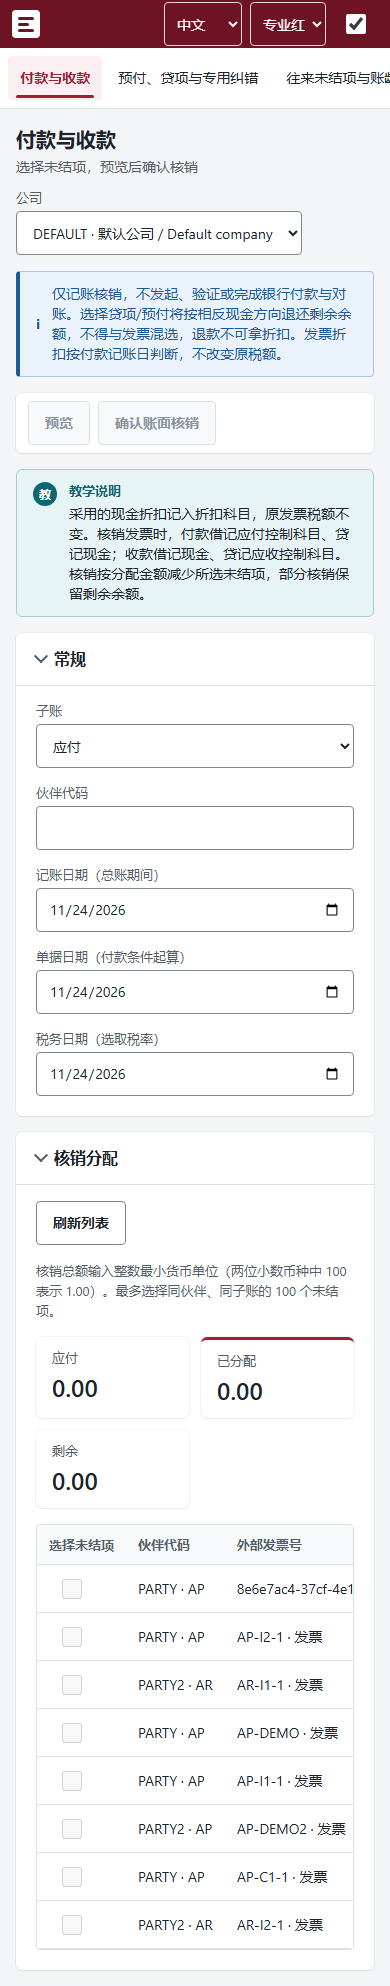 中文
专业红
付款与收款
预付、贷项与专用纠错
往来未结项与账龄
付款与收款
选择未结项，预览后确认核销
公司
DEFAULT · 默认公司 / Default company
i
仅记账核销，不发起、验证或完成银行付款与对
账。选择贷项/预付将按相反现金方向退还剩余余
额，不得与发票混选，退款不可拿折扣。发票折
扣按付款记账日判断，不改变原税额。
预览
确认账面核销
教
教学说明
采用的现金折扣记入折扣科目，原发票税额不
变。核销发票时，付款借记应付控制科目、贷
记现金；收款借记现金、贷记应收控制科目。
核销按分配金额减少所选未结项，部分核销保
留剩余余额。
常规
子账
应付
伙伴代码
记账日期（总账期间）
11/24/2026
单据日期（付款条件起算）
11/24/2026
税务日期（选取税率）
11/24/2026
核销分配
刷新列表
核销总额输入整数最小货币单位（两位小数币种中 100
表示 1.00）。最多选择同伙伴、同子账的 100 个未结
项。
应付
0.00
已分配
0.00
剩余
0.00
选择未结项 伙伴代码 外部发票号
PARTY · AP 8e6e7ac4-37cf-4e1
PARTY · AP AP-I2-1 · 发票
PARTY2 · AR AR-I1-1 · 发票
PARTY · AP AP-DEMO · 发票
PARTY · AP AP-I1-1 · 发票
PARTY2 · AP AP-DEMO2 · 发票
PARTY · AP AP-C1-1 · 发票
PARTY2 · AR AR-I2-1 · 发票